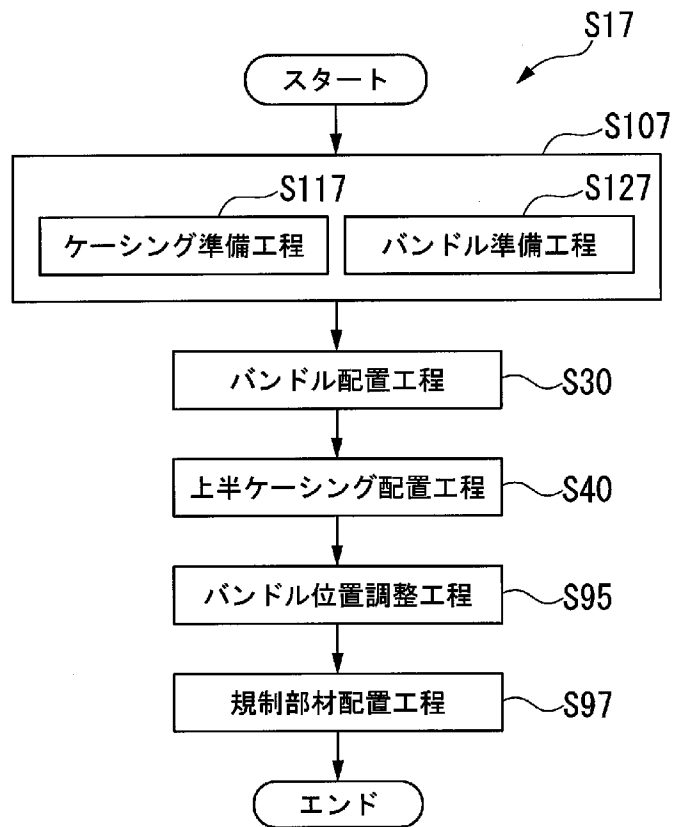 S17
スタート
S107
S117
S127
ケーシング準備工程
バンドル準備工程
バンドル配置工程
S30
上半ケーシング配置工程
S40
バンドル位置調整工程
S95
規制部材配置工程
S97
エンド